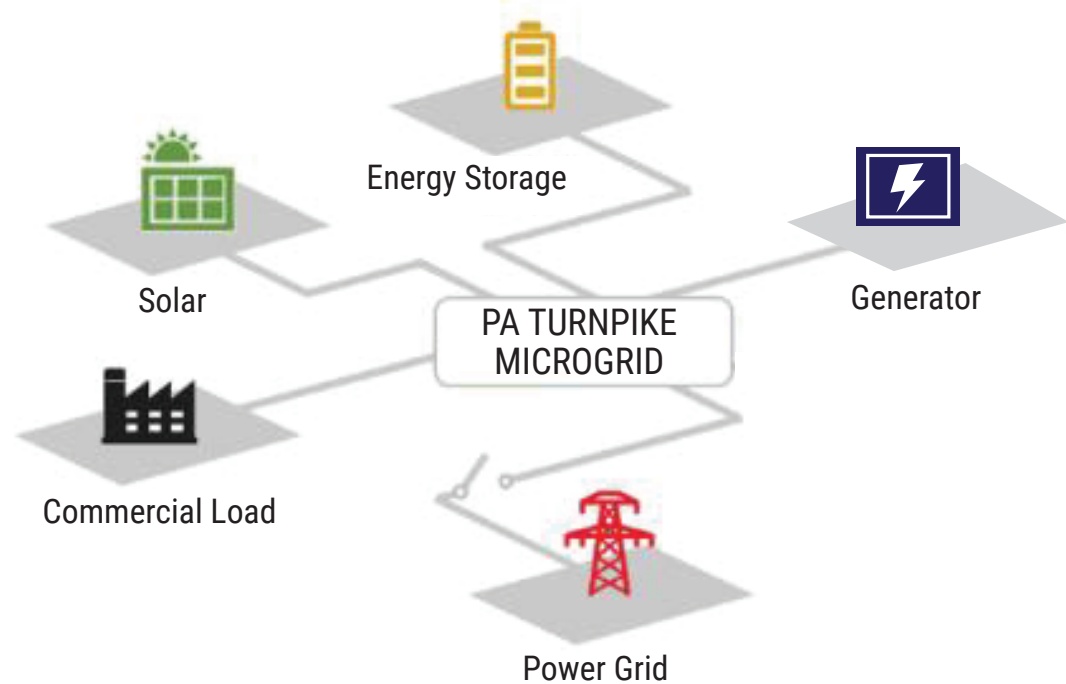 Energy Storage
Solar
Generator
PA TURNPIKE
MICROGRID
Commercial Load
Power Grid